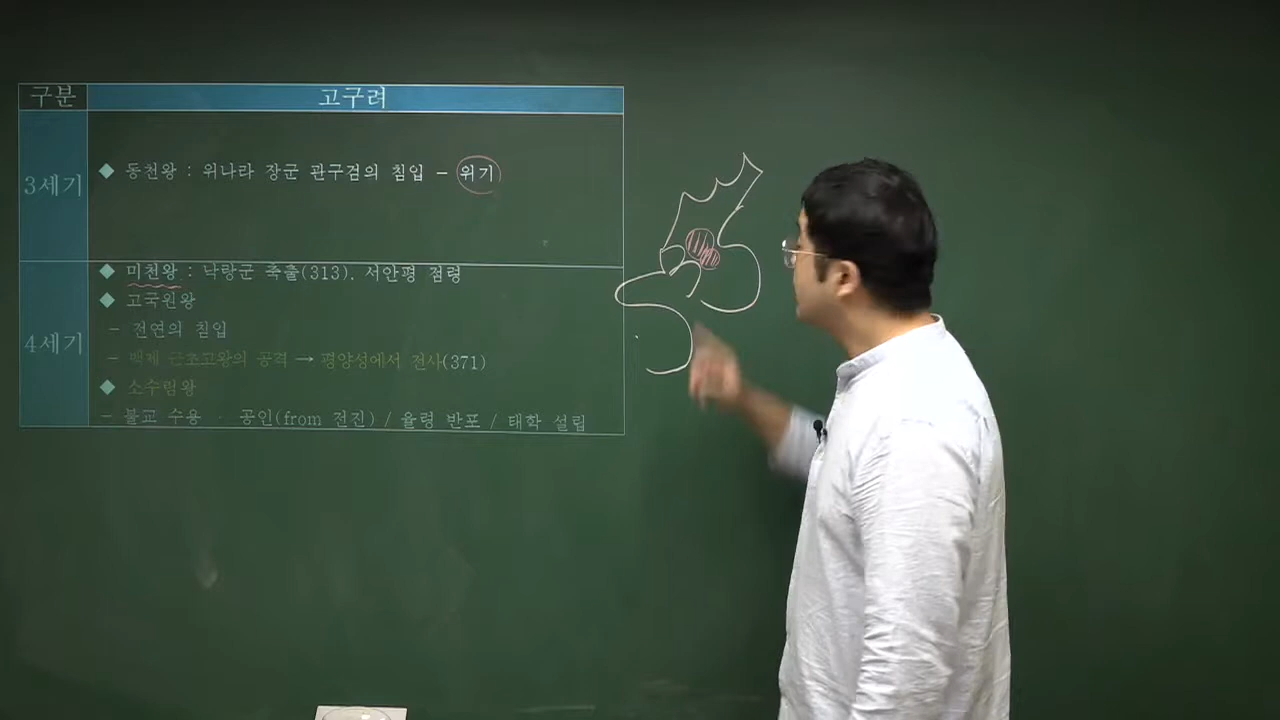 구분 고구려
3세기
◆ 동천왕 : 위나라 장군 관구검의 침입 - 위기
4세기
◆ 미천왕 : 낙랑군 축출(313). 서안평 점령
◆ 고국원왕
- 전연의 침입
- 백제 근초고왕의 공격 → 평양성에서 전사(371)
◆ 소수림왕
- 불교 수용 · 공인(from 전진) / 율령 반포 / 태학 설립